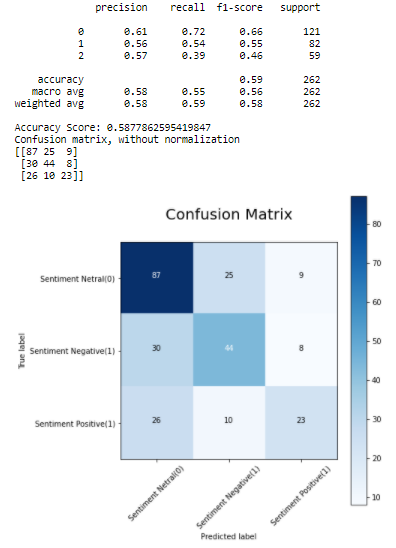 precision recall f1-score support
0 0.61 0.72 0.66 121
1 0.56 0.54 0.55 82
2 0.57 0.39 0.46 59
accuracy 0.59 262
macro avg 0.58 0.55 0.56 262
weighted avg 0.58 0.59 0.58 262
Accuracy Score: 0.5877862595419847
Confusion matrix, without normalization
[[87 25 9]
[30 44 8]
[26 10 23]]
Confusion Matrix
Sentiment Netral(0) 87 25 9
Sentiment Negative(1) 30 44 8
Sentiment Positive(1) 26 10 23
True label
Sentiment Netral(0)
Sentiment Negative(1)
Sentiment Positive(1)
Predicted label
80
70
60
50
40
30
20
10